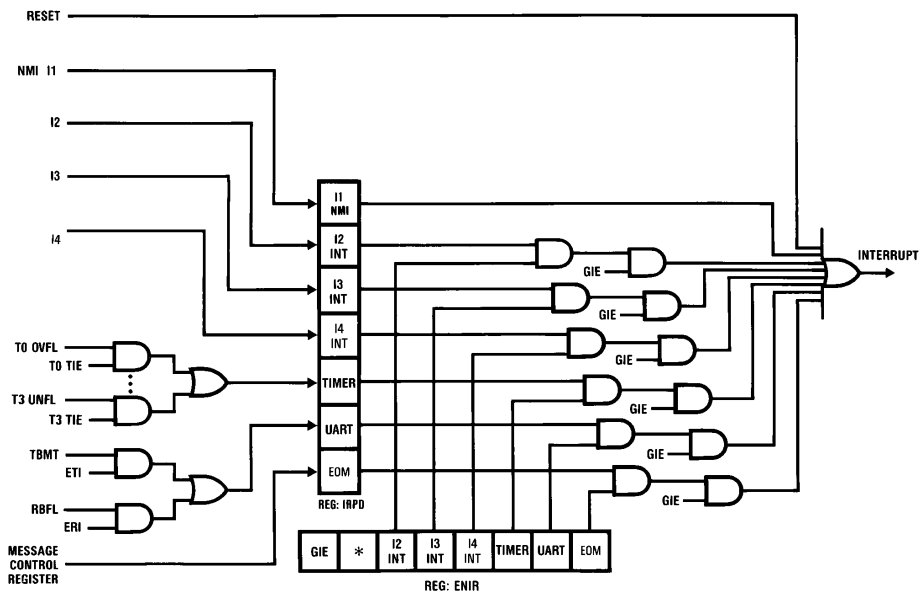 RESET
NMI I1
I2
I3
I4
I1
NMI
I2
INT
I3
INT
I4
INT
TIMER
UART
EOM
REG: IRPD
GIE
GIE
GIE
GIE
GIE
GIE
INTERRUPT
T0 OVFL
T0 TIE
T3 UNFL
T3 TIE
TBMT
ETI
RBFL
ERI
MESSAGE
CONTROL
REGISTER
GIE
*
I2
INT
I3
INT
I4
INT
TIMER
UART
EOM
REG: ENIR